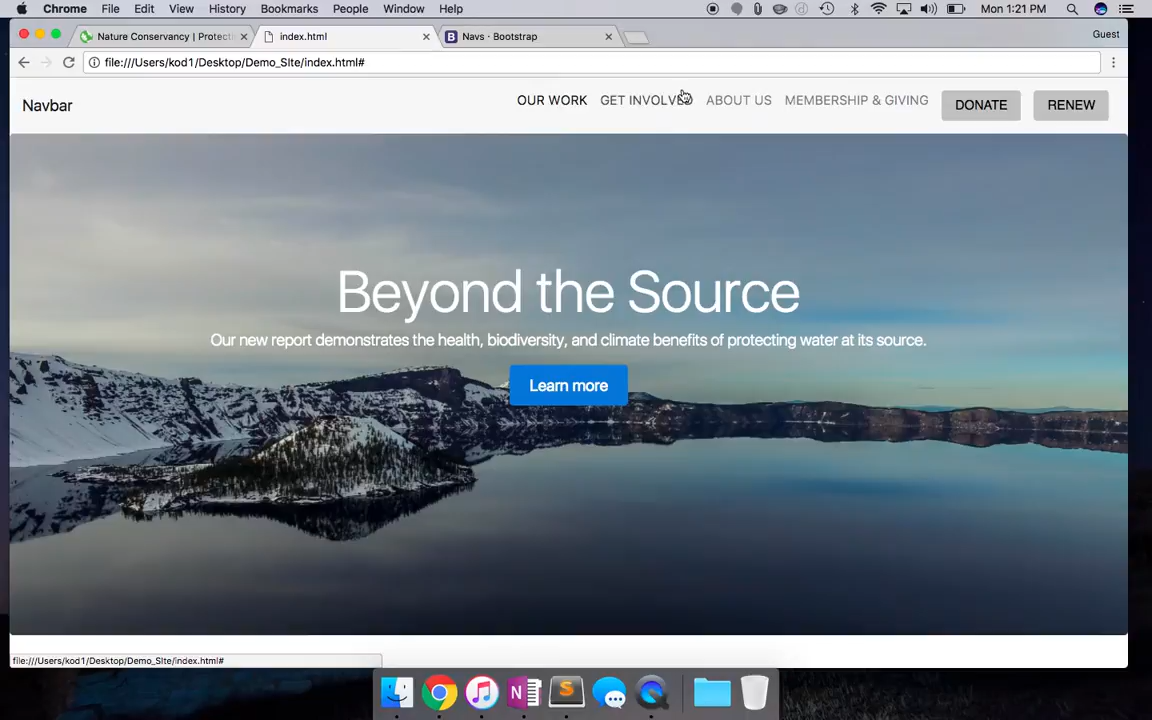 Chrome File Edit View History Bookmarks People Window Help Mon 1:21 PM
Nature Conservancy | Protecti index.html Navs · Bootstrap Guest
file:///Users/kod1/Desktop/Demo_SIte/index.html#
Navbar OUR WORK GET INVOLVED ABOUT US MEMBERSHIP & GIVING DONATE RENEW
Beyond the Source
Our new report demonstrates the health, biodiversity, and climate benefits of protecting water at its source.
Learn more
file:///Users/kod1/Desktop/Demo_SIte/index.html#